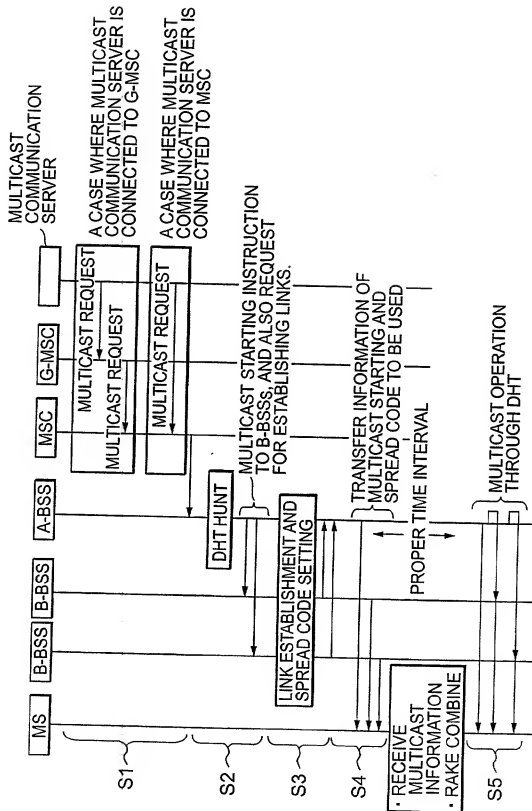 MULTICAST
COMMUNICATION
SERVER
MS
B-BSS
B-BSS
A-BSS
MSC
G-MSC
S1
MULTICAST REQUEST
MULTICAST REQUEST
A CASE WHERE MULTICAST
COMMUNICATION SERVER IS
CONNECTED TO G-MSC
MULTICAST REQUEST
A CASE WHERE MULTICAST
COMMUNICATION SERVER IS
CONNECTED TO MSC
S2
DHT HUNT
MULTICAST STARTING INSTRUCTION
TO B-BSSs, AND ALSO REQUEST
FOR ESTABLISHING LINKS.
S3
LINK ESTABLISHMENT AND
SPREAD CODE SETTING
S4
TRANSFER INFORMATION OF
MULTICAST STARTING AND
SPREAD CODE TO BE USED
PROPER TIME INTERVAL
· RECEIVE
MULTICAST
INFORMATION
· RAKE COMBINE
S5
MULTICAST OPERATION
THROUGH DHT